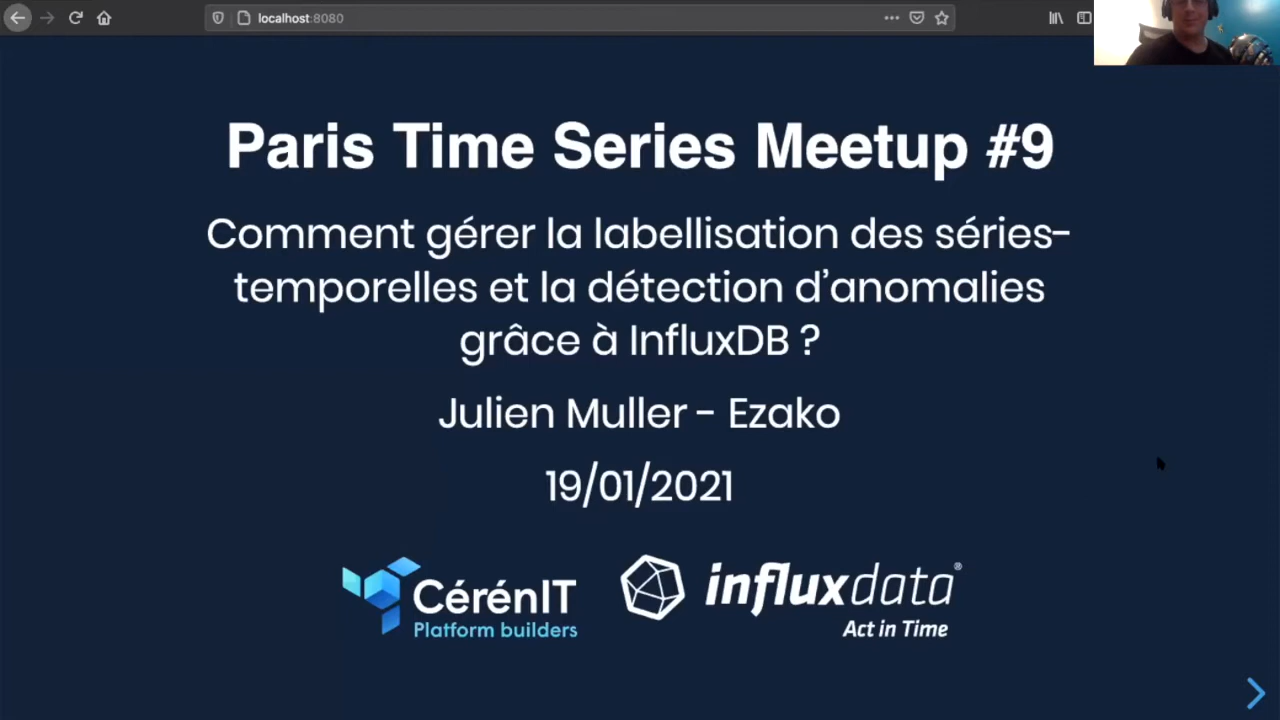 localhost:8080
Paris Time Series Meetup #9
Comment gérer la labellisation des séries-
temporelles et la détection d'anomalies
grâce à InfluxDB ?
Julien Muller - Ezako
19/01/2021
CérénIT
Platform builders
influxdata®
Act in Time